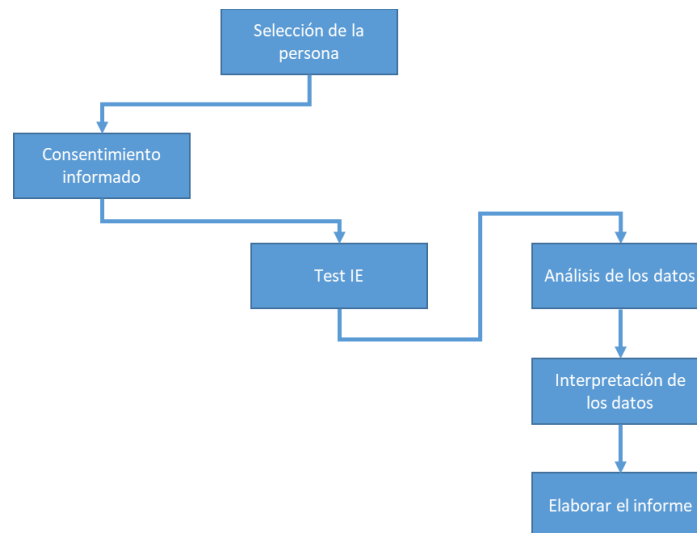 Selección de la
persona
Consentimiento
informado
Test IE
Análisis de los datos
Interpretación de
los datos
Elaborar el informe